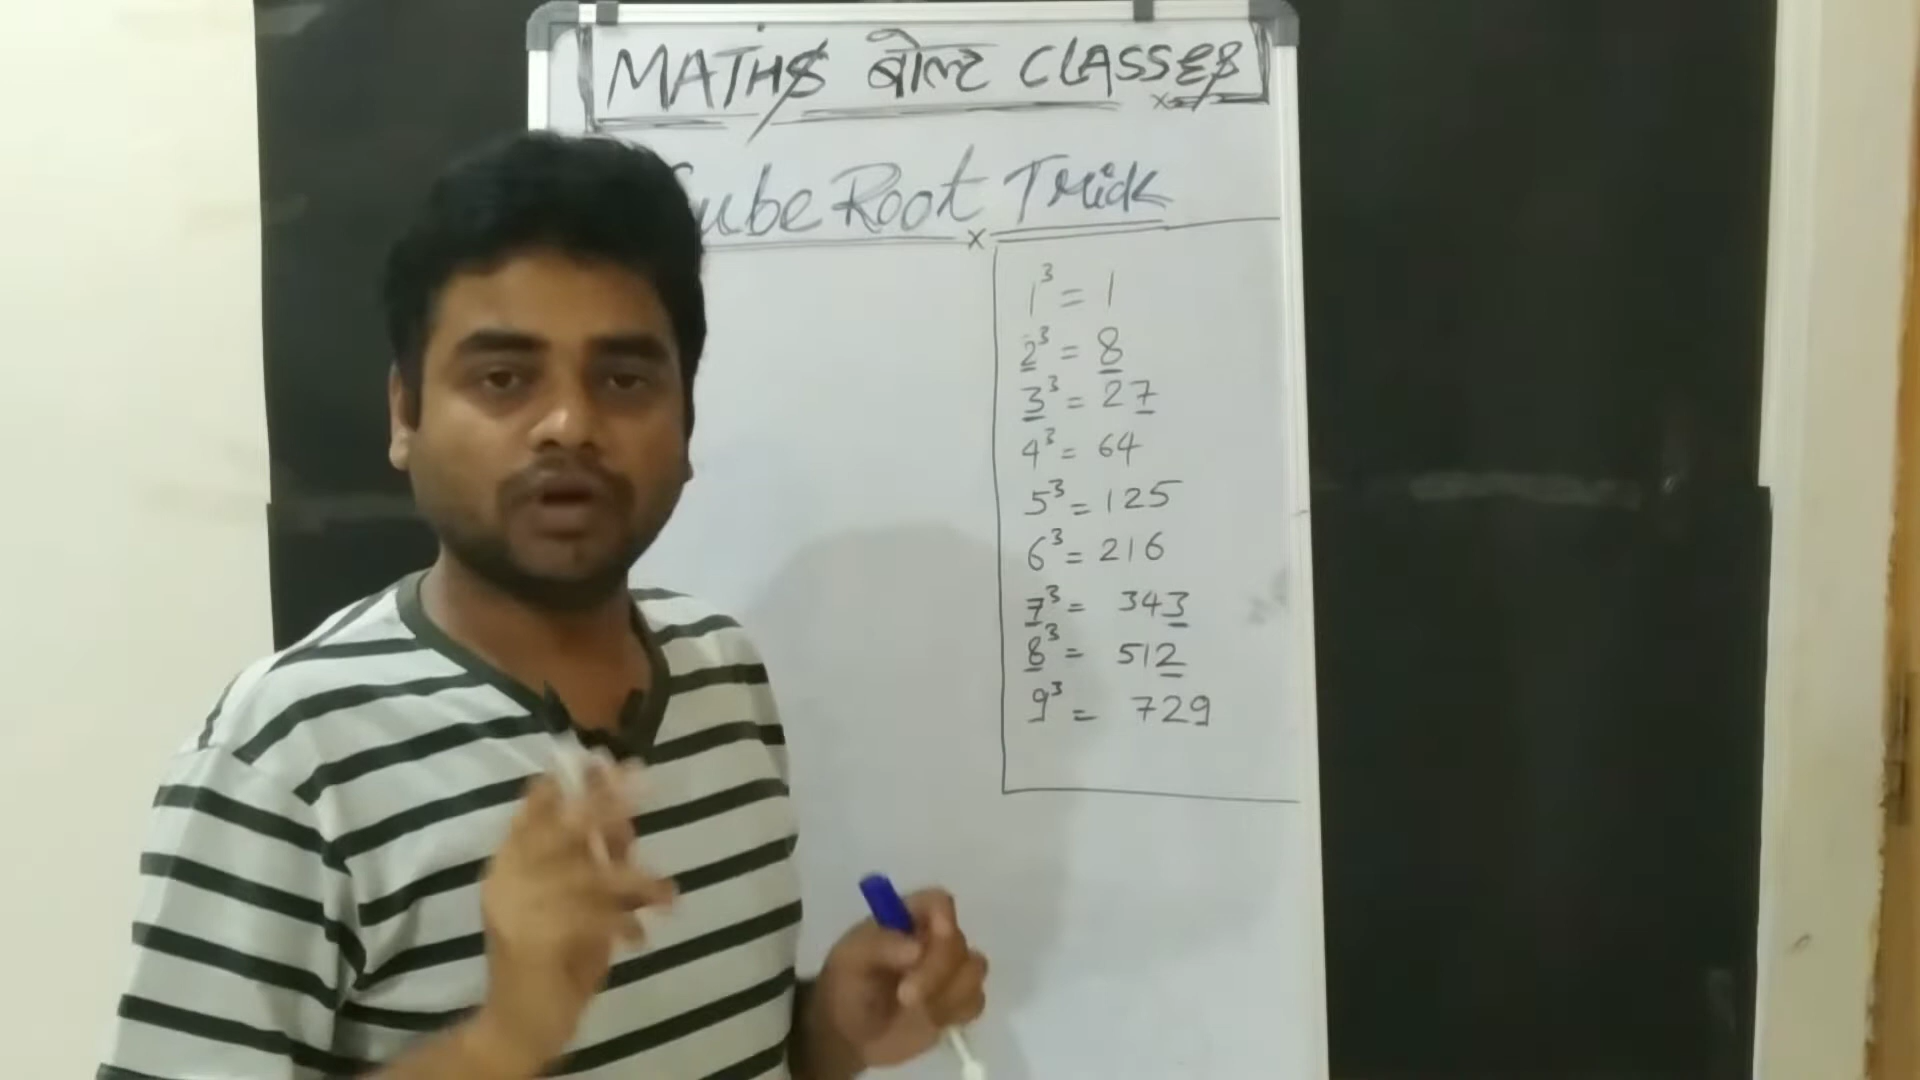 MATHS बोल्ट CLASSES
Cube Root Trick
1³ = 1
2³ = 8
3³ = 27
4³ = 64
5³ = 125
6³ = 216
7³ = 343
8³ = 512
9³ = 729